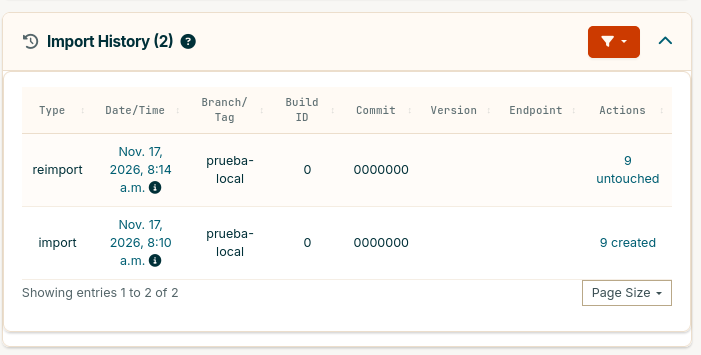 Import History (2) ?
Type Date/Time Branch/ Tag Build ID Commit Version Endpoint Actions
reimport Nov. 17, 2026, 8:14 a.m. prueba-local 0 0000000 9 untouched
import Nov. 17, 2026, 8:10 a.m. prueba-local 0 0000000 9 created
Showing entries 1 to 2 of 2 Page Size